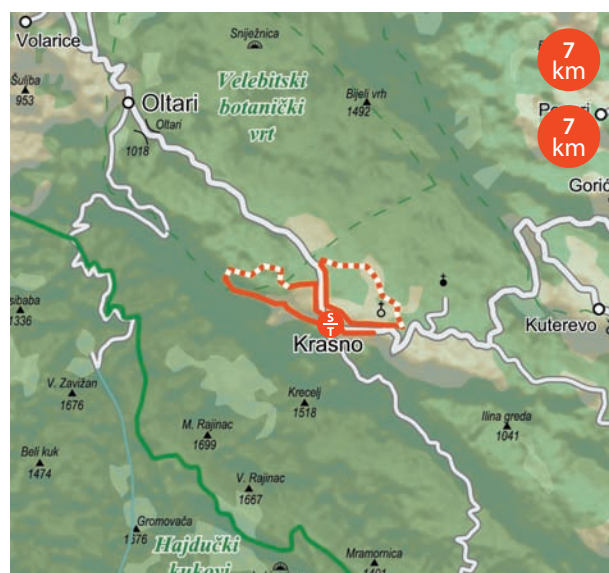 Volarice
Sniježnica
7
km
Šuljba
953
Velebitski
botanički
vrt
Bijeli vrh
1492
Oltari
Oltari
1018
7
km
Gorić
sibaba
1336
S
T
Krasno
Kuterevo
V. Zavižan
1676
Krecelj
1518
M. Rajinac
1699
Ilina greda
1041
Beli kuk
1474
V. Rajinac
1667
Gromovača
1676
Hajdučki
kukovi
Mramornica